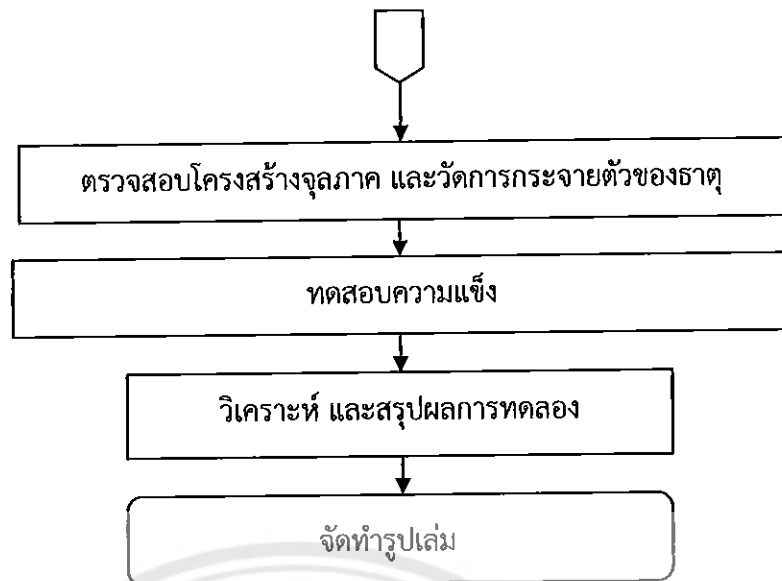 ตรวจสอบโครงสร้างจุลภาค และวัดการกระจายตัวของธาตุ
ทดสอบความแข็ง
วิเคราะห์ และสรุปผลการทดลอง
จัดทำรูปเล่ม